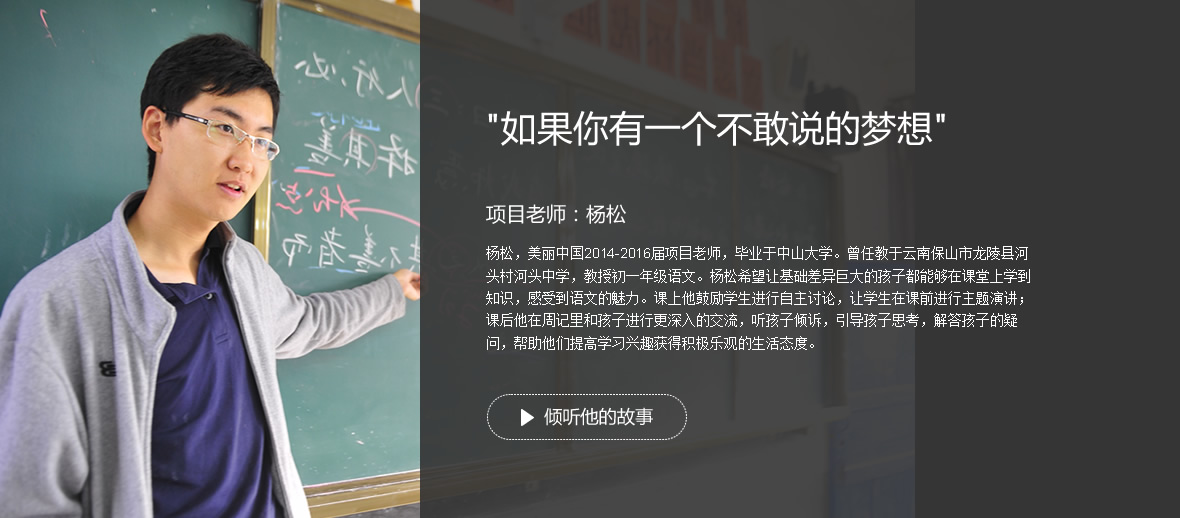 "如果你有一个不敢说的梦想"
项目老师：杨松
杨松，美丽中国2014-2016届项目老师，毕业于中山大学。曾任教于云南保山市龙陵县河
头村河头中学，教授初一年级语文。杨松希望让基础差异巨大的孩子都能够在课堂上学到
知识，感受到语文的魅力。课上他鼓励学生进行自主讨论，让学生在课前进行主题演讲；
课后他在周记里和孩子进行更深入的交流，听孩子倾诉，引导孩子思考，解答孩子的疑
问，帮助他们提高学习兴趣获得积极乐观的生活态度。
倾听他的故事